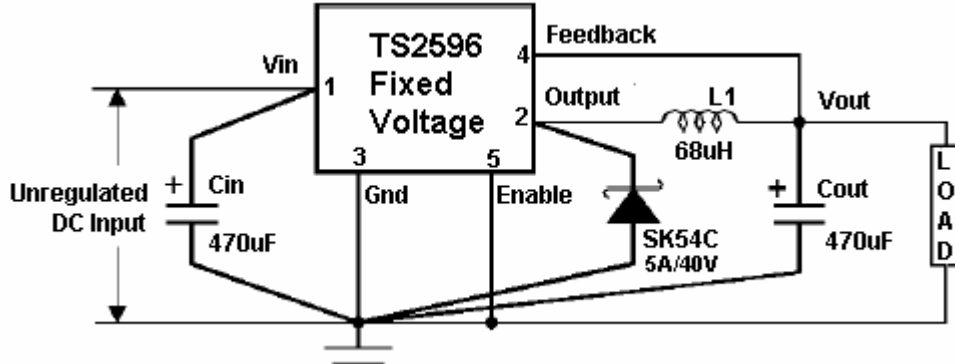 TS2596
Fixed
Voltage
Vin
1
4
Feedback
2
Output
3
Gnd
5
Enable
L1
68uH
Vout
Unregulated
DC Input
+
Cin
470uF
SK54C
5A/40V
+
Cout
470uF
LOAD